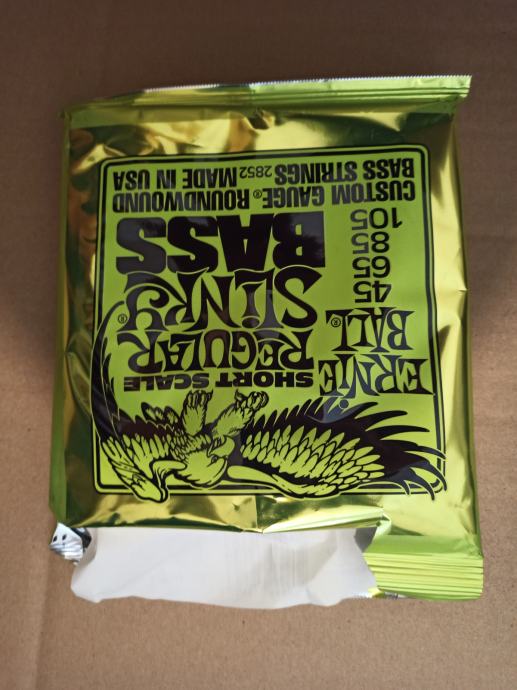 ERNIE
BALL®
SHORT SCALE
REGULAR
SLINKY®
BASS
45
65
85
105
CUSTOM GAUGE® ROUNDWOUND
BASS STRINGS 2852 MADE IN USA